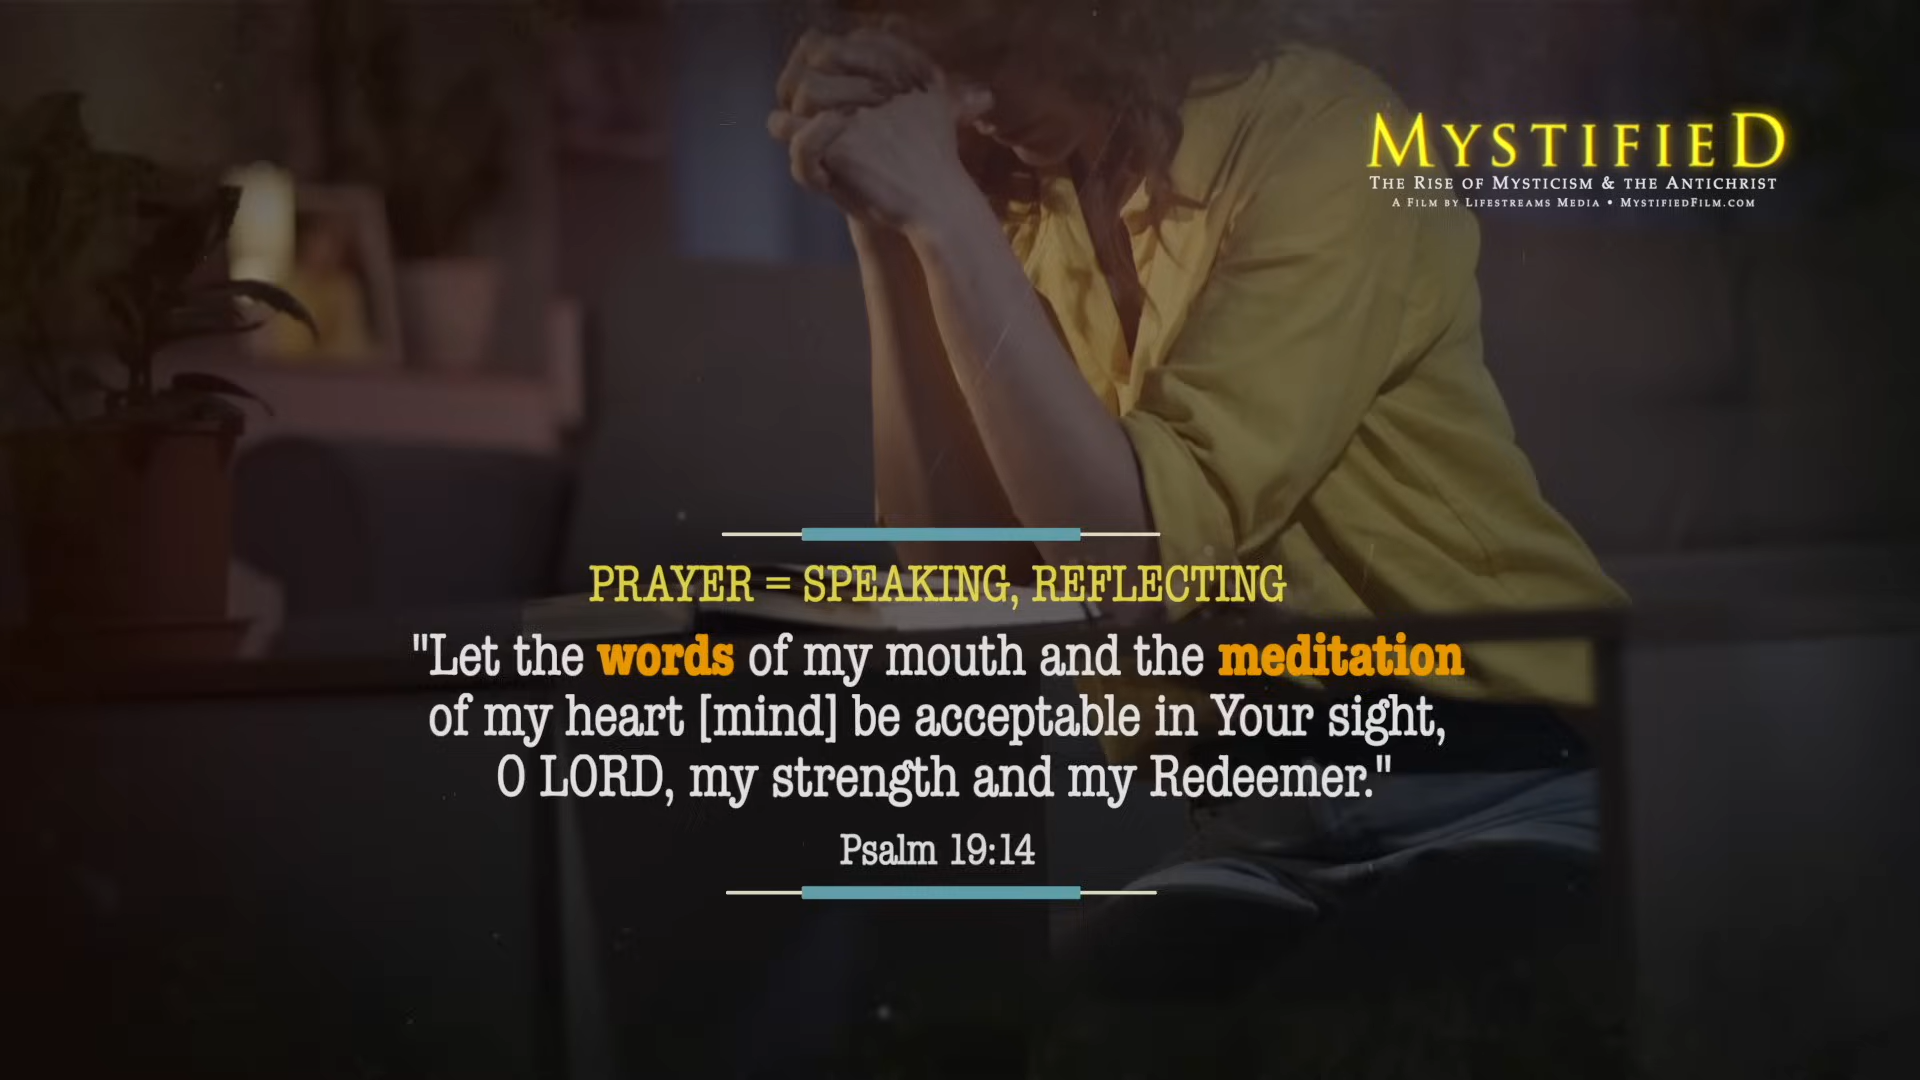 MYSTIFIED
THE RISE OF MYSTICISM & THE ANTICHRIST
A FILM BY LIFESTREAMS MEDIA • MYSTIFIEDFILM.COM
PRAYER = SPEAKING, REFLECTING
"Let the words of my mouth and the meditation
of my heart [mind] be acceptable in Your sight,
O LORD, my strength and my Redeemer."
Psalm 19:14